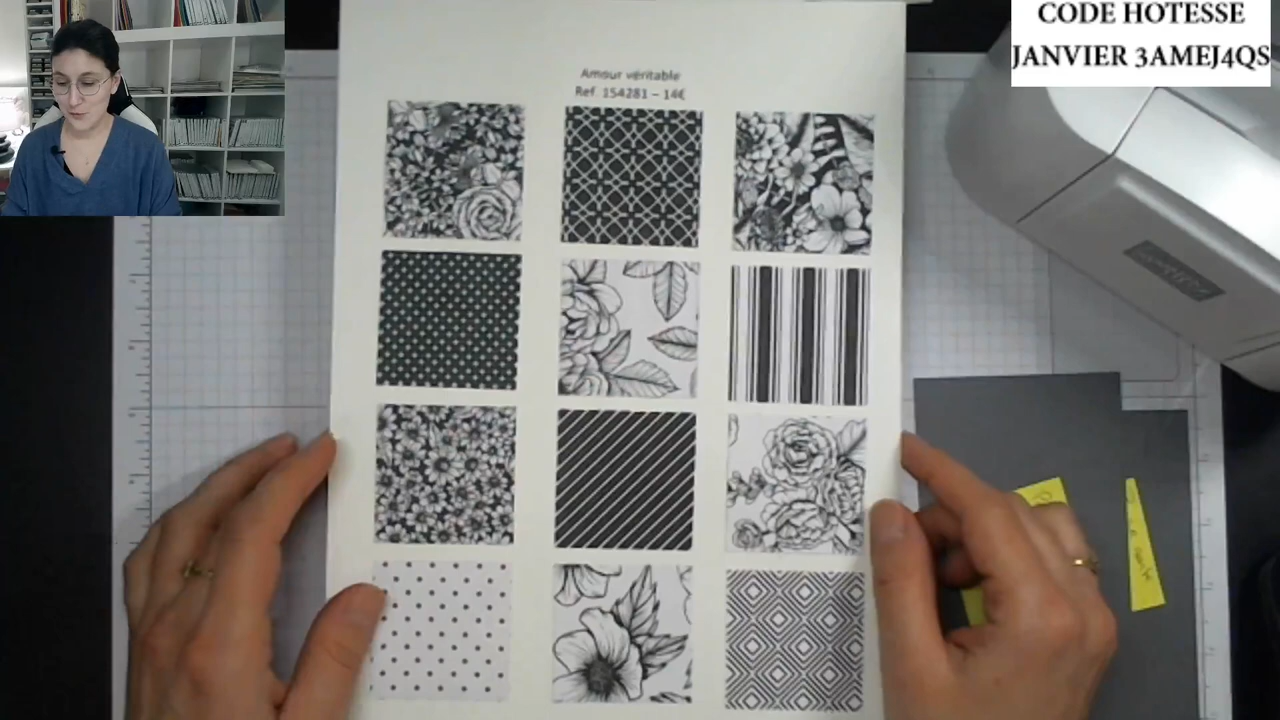 CODE HOTESSE
JANVIER 3AMEJ4QS
Amour véritable
Ref. 154281 – 14€